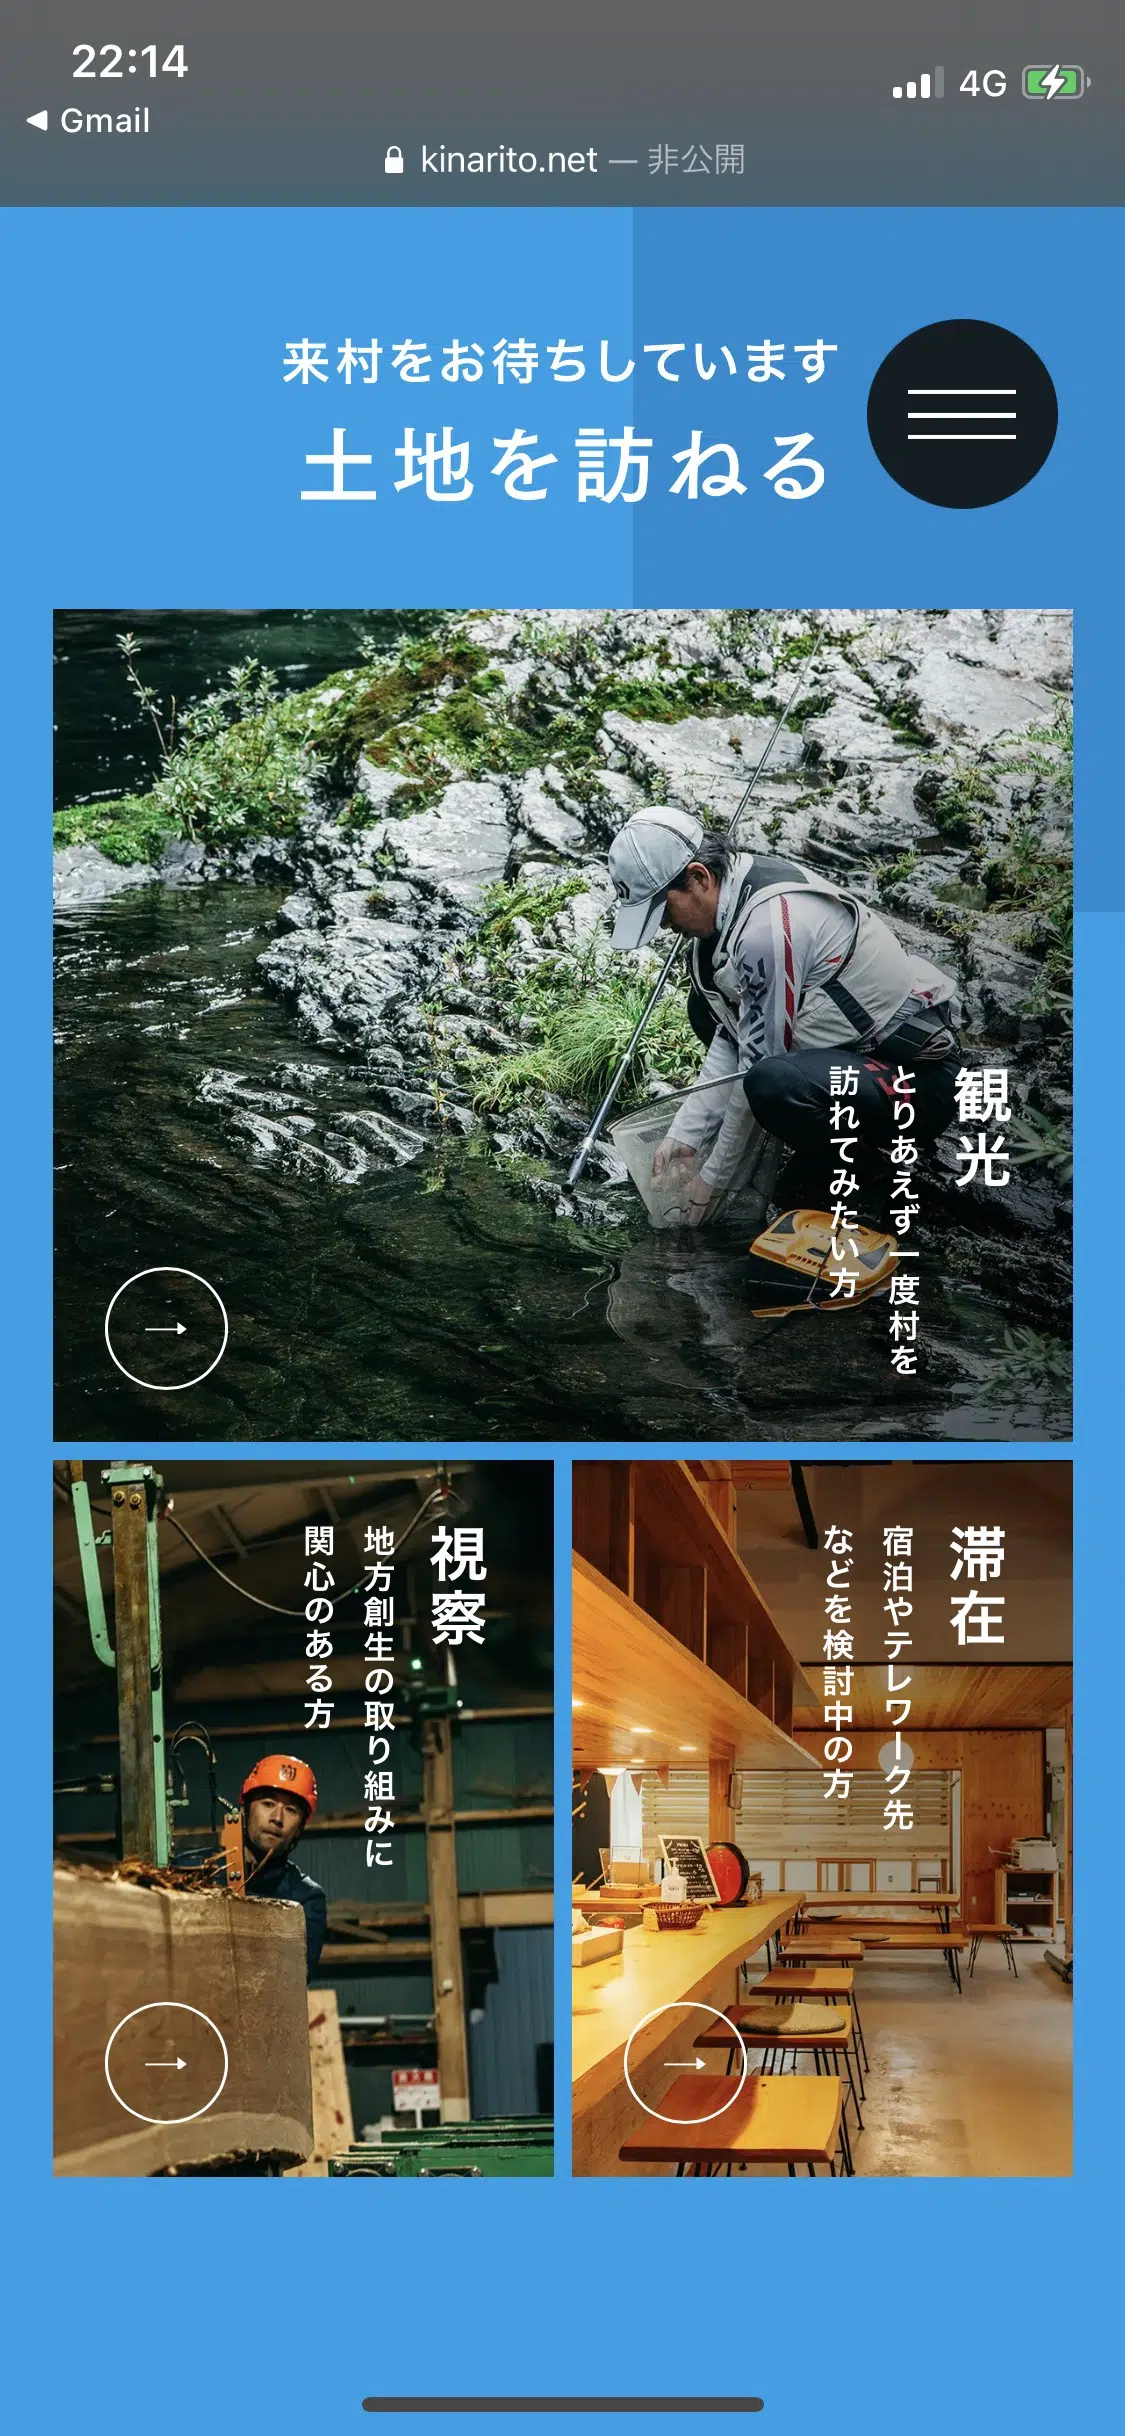 22:14
4G
◀ Gmail
kinarito.net — 非公開
来村をお待ちしています
土地を訪ねる
観光
とりあえず一度村を
訪れてみたい方
視察
地方創生の取り組みに
関心のある方
滞在
宿泊やテレワーク先
などを検討中の方